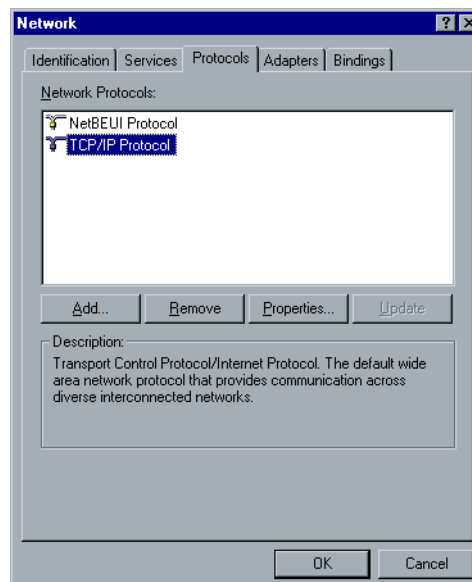 Network
Identification Services Protocols Adapters Bindings
Network Protocols:
NetBEUI Protocol
TCP/IP Protocol
Add... Remove Properties... Update
Description:
Transport Control Protocol/Internet Protocol. The default wide
area network protocol that provides communication across
diverse interconnected networks.
OK Cancel